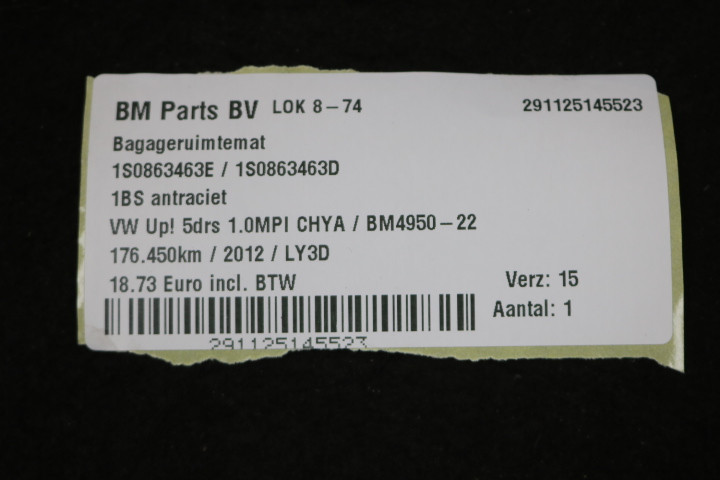 BM Parts BV LOK 8-74 291125145523
Bagageruimtemat
1S0863463E / 1S0863463D
1BS antraciet
VW Up! 5drs 1.0MPI CHYA / BM4950-22
176.450km / 2012 / LY3D
18.73 Euro incl. BTW Verz: 15
Aantal: 1
291125145523